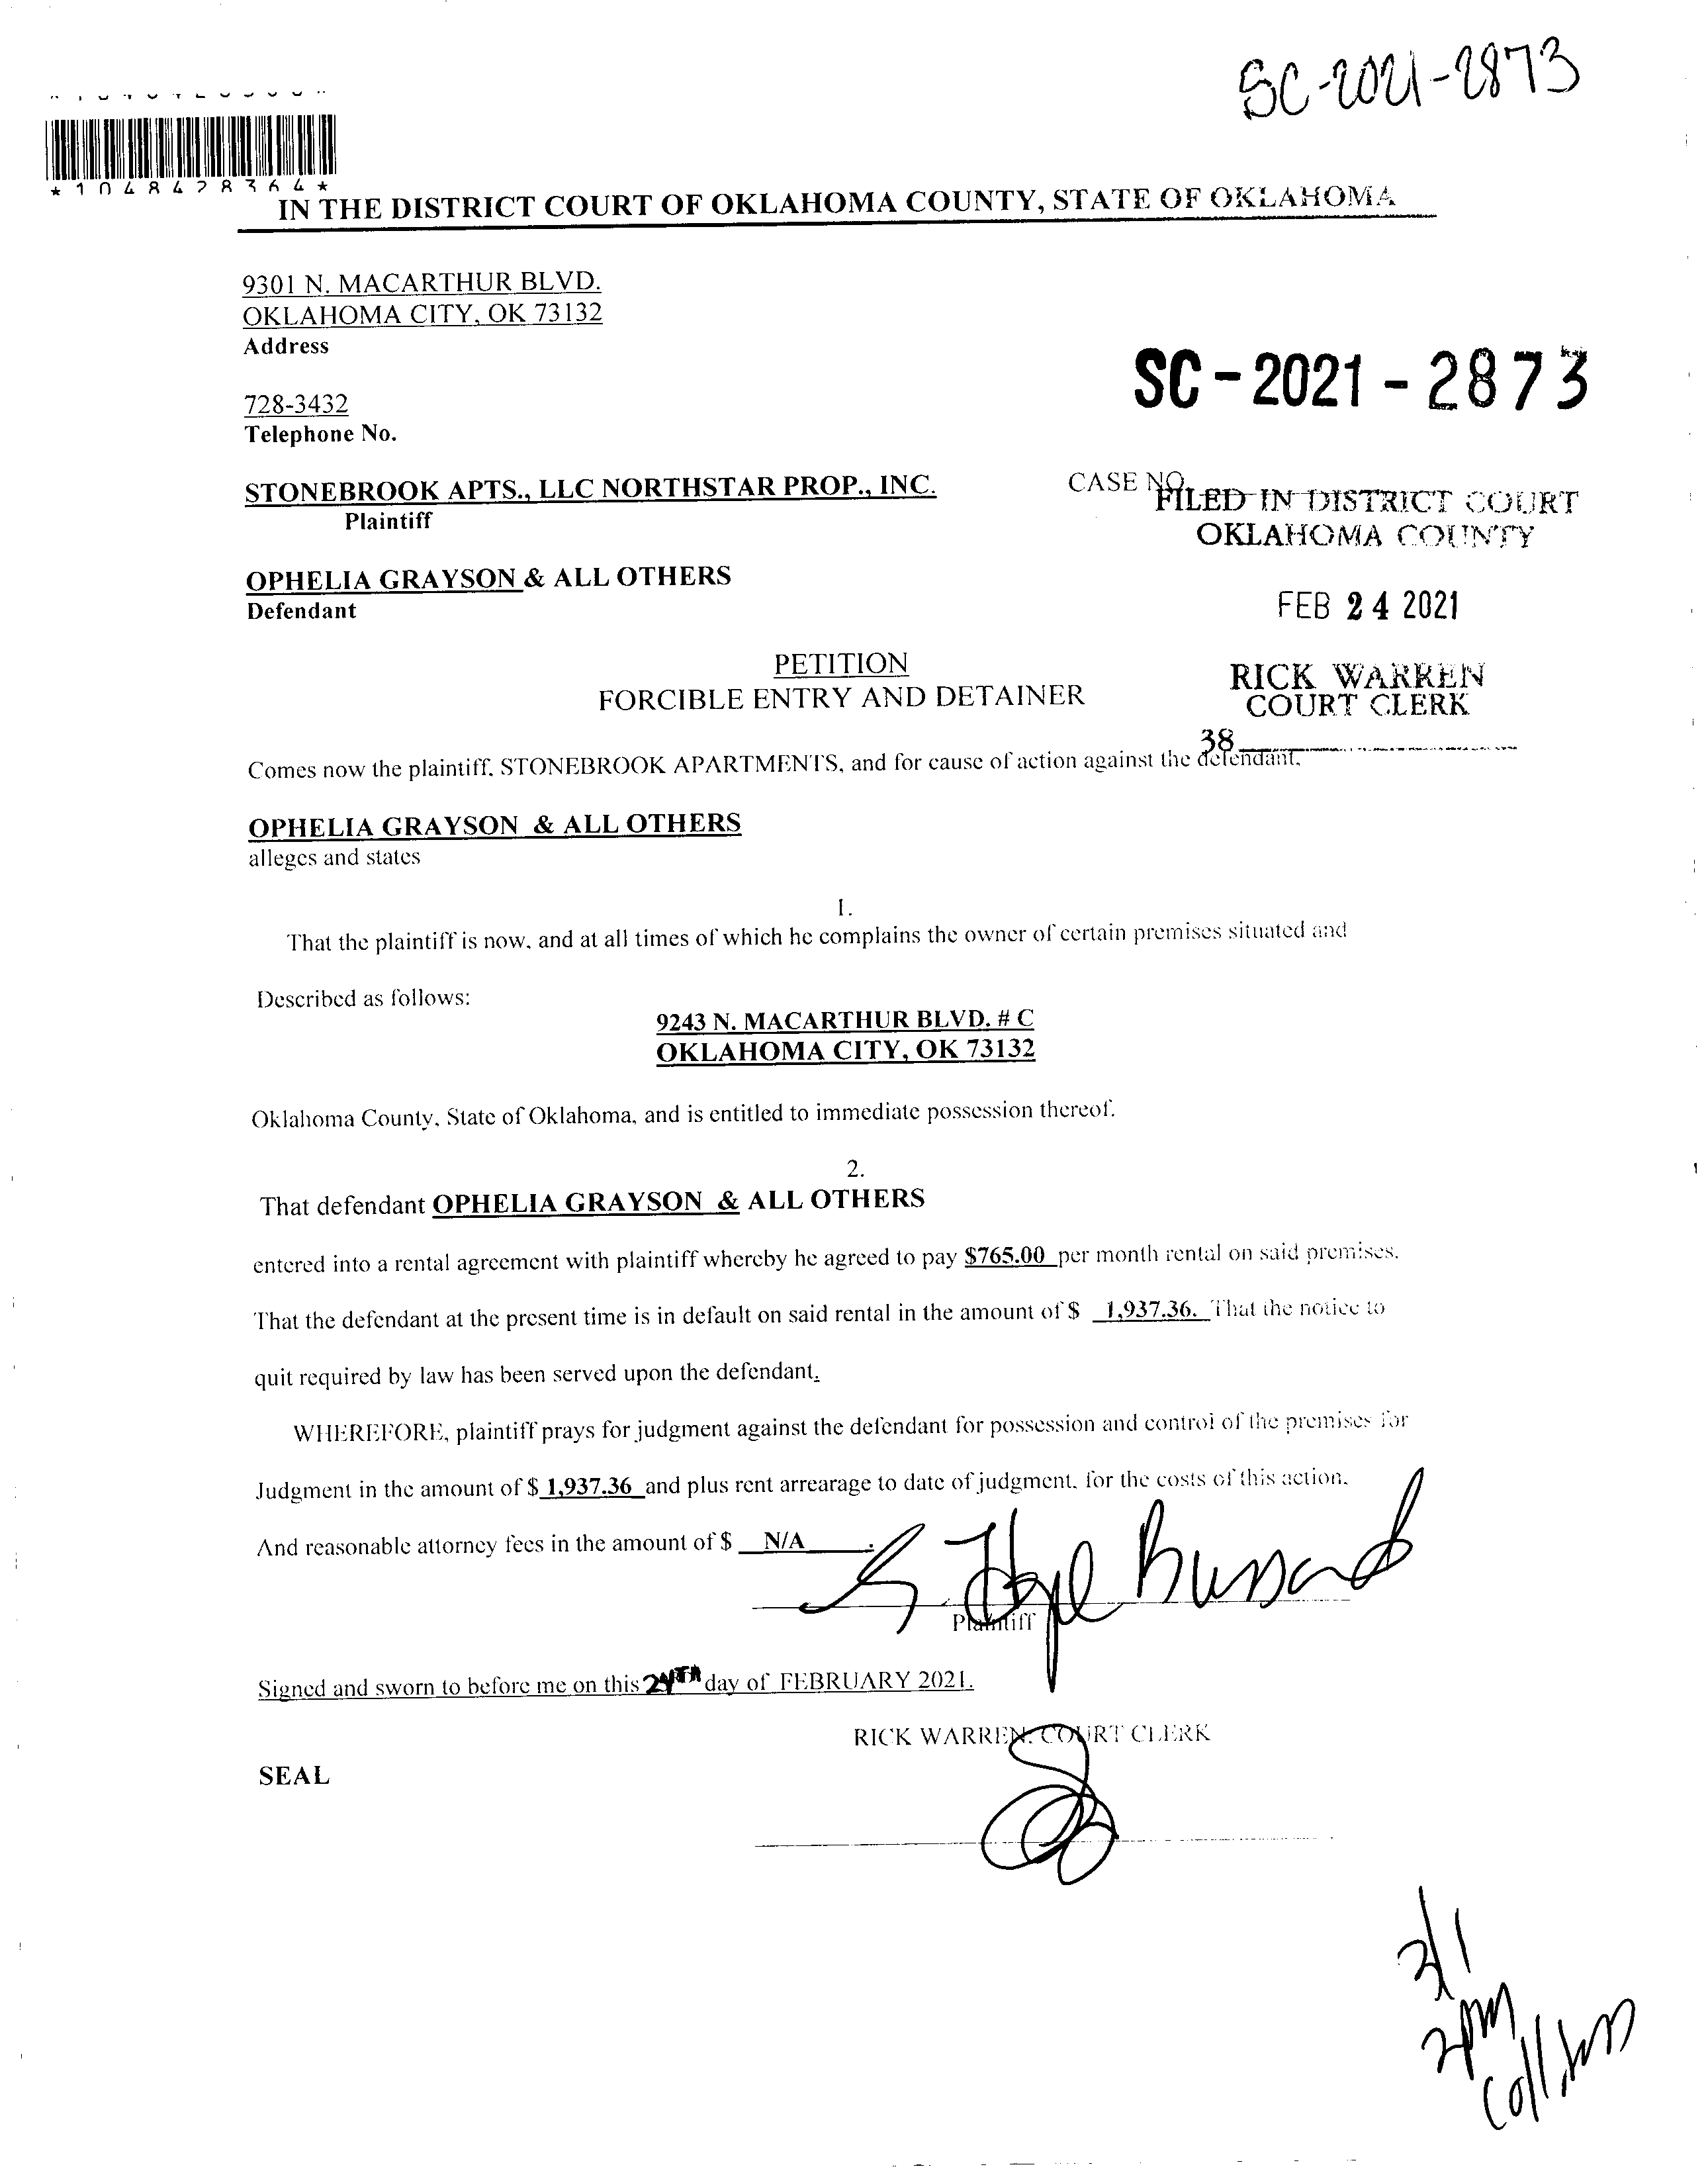 SC-2021-2873
*1048428364*
IN THE DISTRICT COURT OF OKLAHOMA COUNTY, STATE OF OKLAHOMA
9301 N. MACARTHUR BLVD.
OKLAHOMA CITY, OK 73132
Address
SC-2021-2873
728-3432
Telephone No.
STONEBROOK APTS., LLC NORTHSTAR PROP., INC.
Plaintiff
CASE NO.
FILED IN DISTRICT COURT
OKLAHOMA COUNTY
OPHELIA GRAYSON & ALL OTHERS
Defendant
FEB 24 2021
PETITION
FORCIBLE ENTRY AND DETAINER
RICK WARREN
COURT CLERK
38
Comes now the plaintiff, STONEBROOK APARTMENTS, and for cause of action against the defendant,
OPHELIA GRAYSON & ALL OTHERS
alleges and states
1.
That the plaintiff is now, and at all times of which he complains the owner of certain premises situated and
Described as follows:
9243 N. MACARTHUR BLVD. # C
OKLAHOMA CITY, OK 73132
Oklahoma County, State of Oklahoma, and is entitled to immediate possession thereof.
2.
That defendant OPHELIA GRAYSON & ALL OTHERS
entered into a rental agreement with plaintiff whereby he agreed to pay $765.00 per month rental on said premises.
That the defendant at the present time is in default on said rental in the amount of $ 1,937.36. That the notice to
quit required by law has been served upon the defendant.
WHEREFORE, plaintiff prays for judgment against the defendant for possession and control of the premises for
Judgment in the amount of $ 1,937.36 and plus rent arrearage to date of judgment, for the costs of this action.
And reasonable attorney fees in the amount of $ N/A.
Plaintiff
Signed and sworn to before me on this 24TH day of FEBRUARY 2021.
RICK WARREN, COURT CLERK
SEAL
2pm